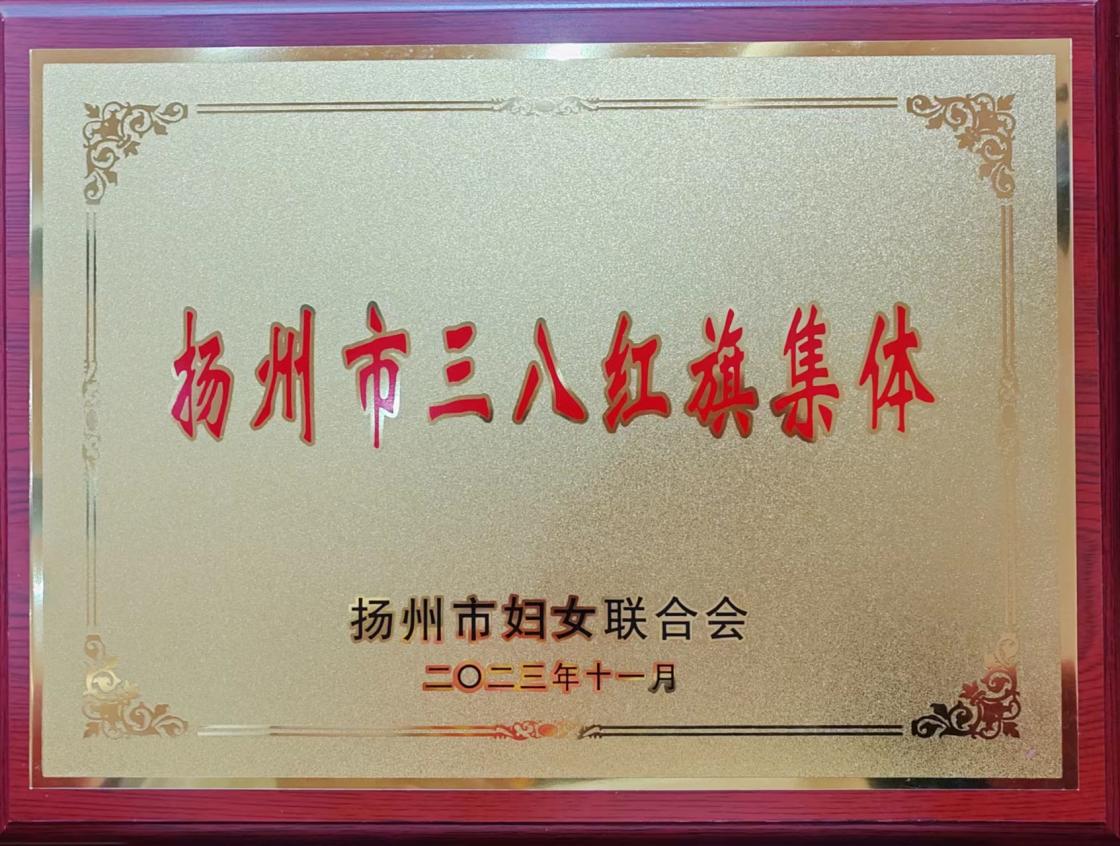 扬州市三八红旗集体
扬州市妇女联合会
二〇二三年十一月